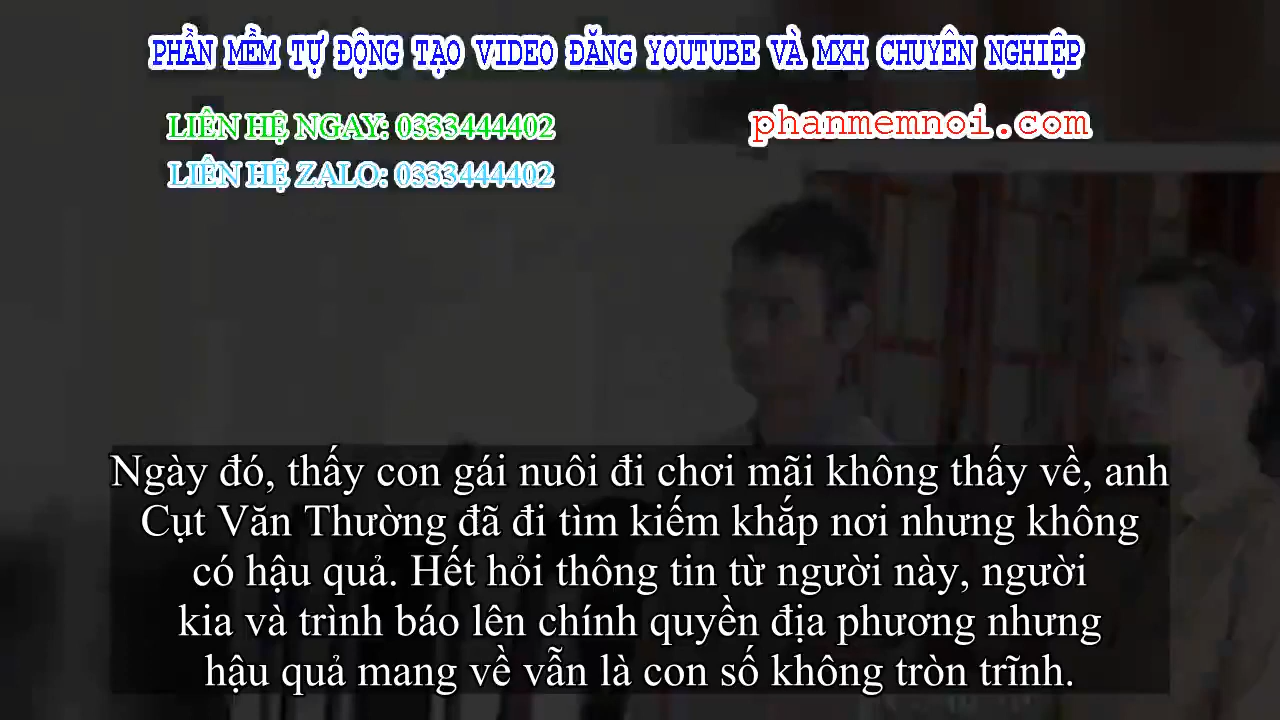 PHẦN MỀM TỰ ĐỘNG TẠO VIDEO ĐĂNG YOUTUBE VÀ MXH CHUYÊN NGHIỆP
LIÊN HỆ NGAY: 0333444402
phanmemnoi.com
LIÊN HỆ ZALO: 0333444402
Ngày đó, thấy con gái nuôi đi chơi mãi không thấy về, anh
Cụt Văn Thường đã đi tìm kiếm khắp nơi nhưng không
có hậu quả. Hết hỏi thông tin từ người này, người
kia và trình báo lên chính quyền địa phương nhưng
hậu quả mang về vẫn là con số không tròn trĩnh.